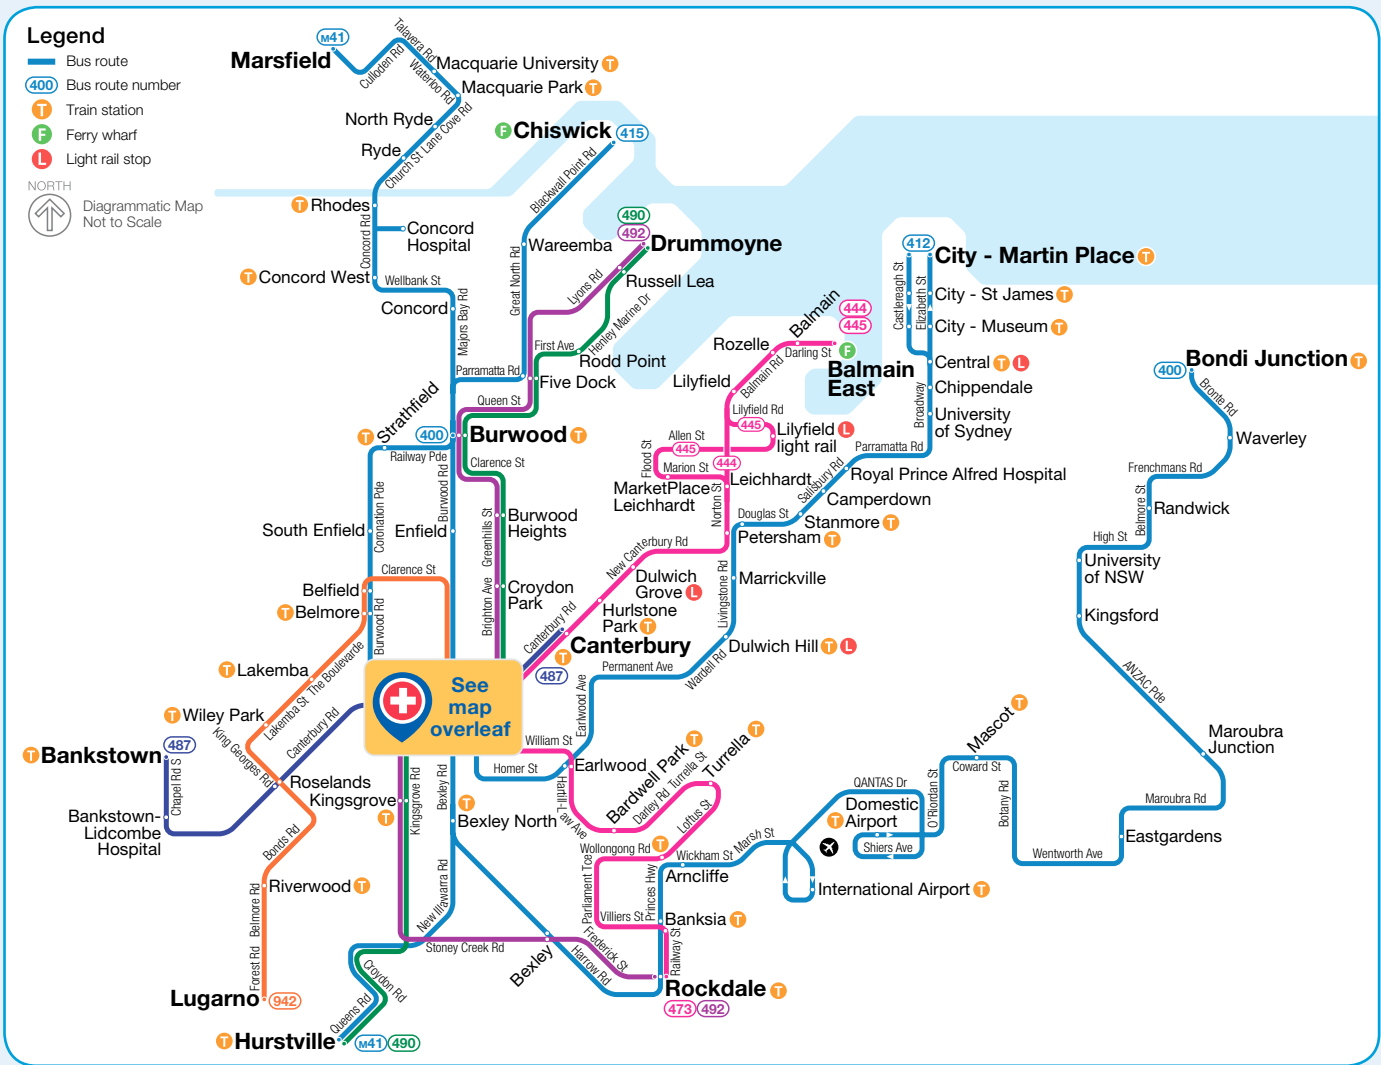 Legend
Bus route
400 Bus route number
T Train station
F Ferry wharf
L Light rail stop
NORTH
Diagrammatic Map
Not to Scale
M41
Marsfield
Culloden Rd
Talavera Rd
Waterloo Rd
Macquarie University T
Macquarie Park T
North Ryde
Lane Cove Rd
Ryde
Church St
T Rhodes
Concord Rd
Concord
Hospital
T Concord West
Wellbank St
Concord
Majors Bay Rd
F Chiswick 415
Blackwall Point Rd
Wareemba
Great North Rd
490
492
Drummoyne
Russell Lea
Lyons Rd
Henley Marine Dr
First Ave
Rodd Point
Parramatta Rd
Five Dock
Queen St
T Strathfield
400
Burwood T
Railway Pde
Clarence St
Coronation Pde
Burwood Rd
South Enfield
Enfield
Greenhills St
Burwood
Heights
Clarence St
Belfield
T Belmore
Burwood Rd
Brighton Ave
Croydon
Park
T Lakemba
The Boulevarde
Lakemba St
T Wiley Park
King Georges Rd
Canterbury Rd
T Bankstown
487
Chapel Rd S
Bankstown-
Lidcombe
Hospital
Roselands
Kingsgrove
T
Kingsgrove Rd
Bexley Rd
T
Bexley North
Bonds Rd
Riverwood T
Belmore Rd
Forest Rd
Lugarno 942
New Illawarra Rd
Stoney Creek Rd
Croydon Rd
Queens Rd
T Hurstville M41 490
See
map
overleaf
Canterbury Rd
T
Canterbury
487
Balmain
444
445
Rozelle
Darling St
F
Balmain
East
Balmain Rd
Lilyfield
Lilyfield Rd
445
Lilyfield L
light rail
Allen St
445
Flood St
Marion St
444
MarketPlace
Leichhardt
Leichhardt
Norton St
New Canterbury Rd
Dulwich
Grove L
Hurlstone
Park T
412
City - Martin Place T
Castlereagh St
Elizabeth St
City - St James T
City - Museum T
Central T L
Chippendale
Broadway
University
of Sydney
Parramatta Rd
Royal Prince Alfred Hospital
Salisbury Rd
Camperdown
Stanmore T
Douglas St
Petersham T
Marrickville
Livingstone Rd
Dulwich Hill T L
Wardell Rd
Permanent Ave
Earlwood Ave
William St
Homer St
Earlwood
Hartill-Law Ave
Bardwell Park T
Darley Rd
Turrella St
Turrella T
Loftus St
Wollongong Rd T
Parliament Tce
Villiers St
Princes Hwy
Wickham St
Arncliffe
Marsh St
Banksia T
Railway St
Bexley
Frederick St
Harrow Rd
Rockdale T
473 492
QANTAS Dr
Domestic
T Airport
Shiers Ave
International Airport T
O'Riordan St
Mascot T
Coward St
Botany Rd
Wentworth Ave
Eastgardens
Maroubra Rd
Maroubra
Junction
ANZAC Pde
Kingsford
University
of NSW
High St
Belmore St
Randwick
Frenchmans Rd
Waverley
Bronte Rd
400
Bondi Junction T